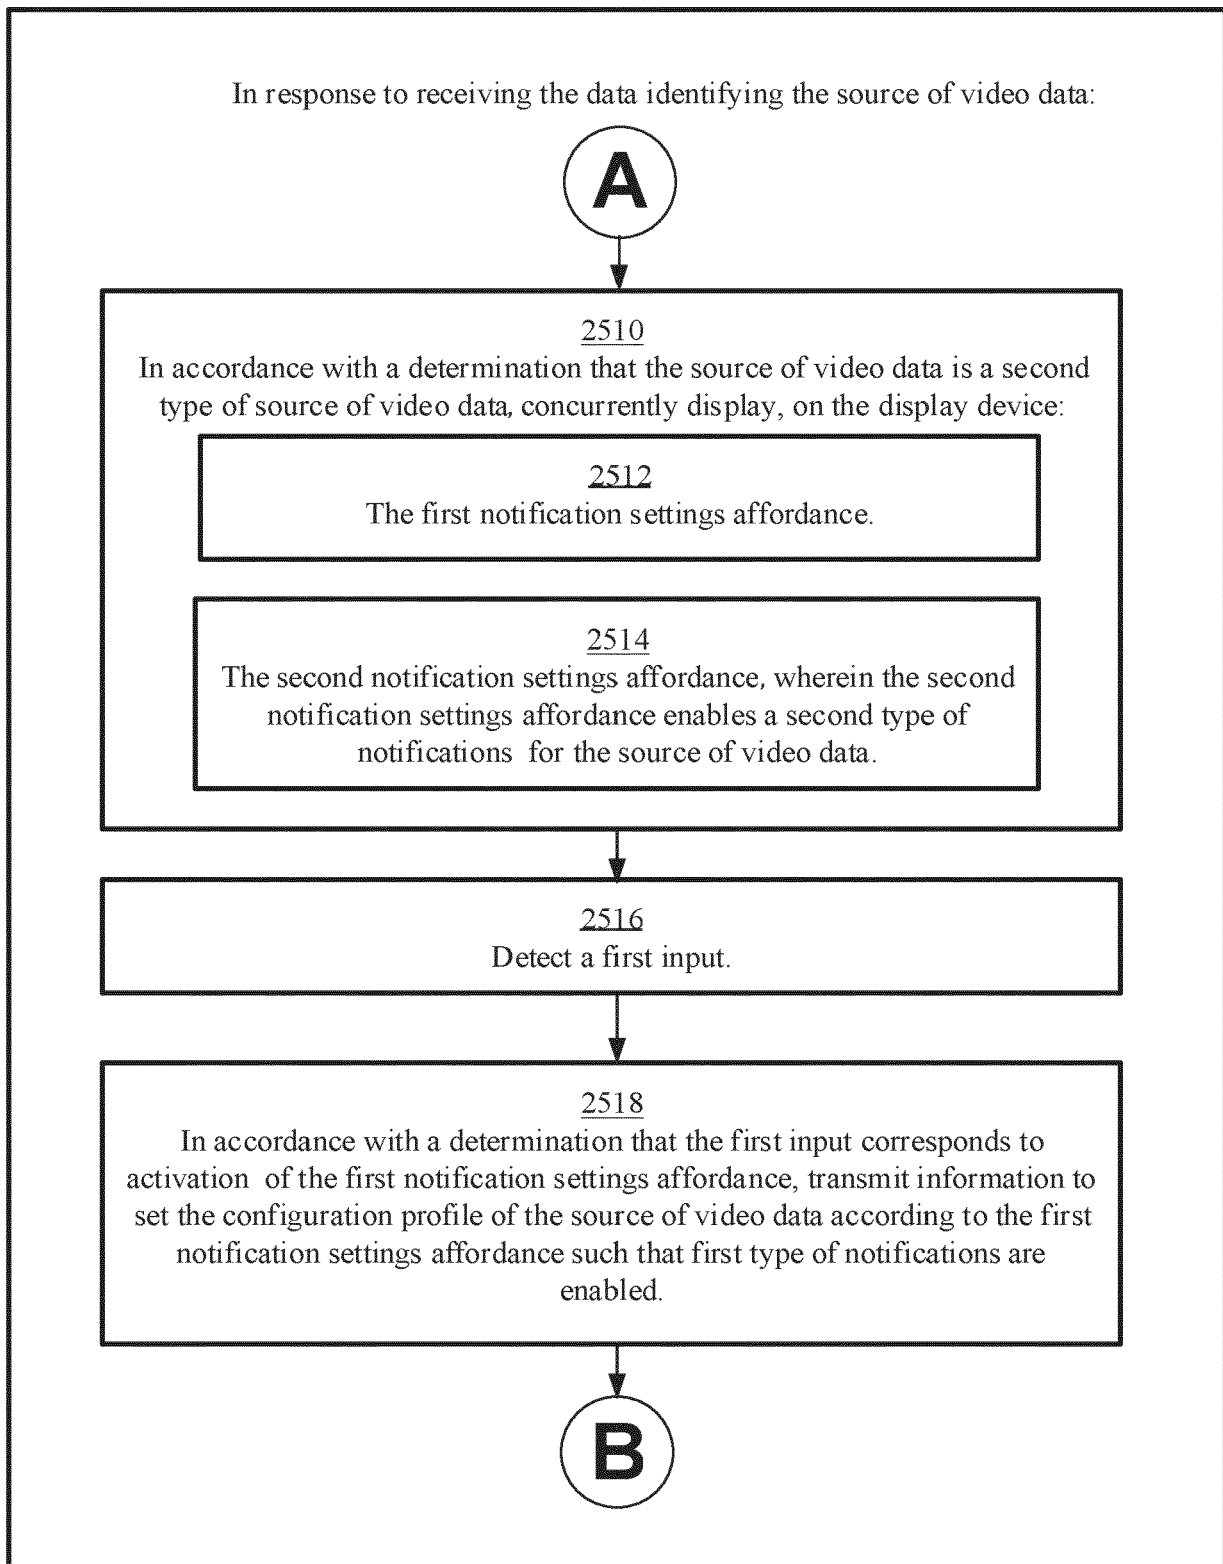 In response to receiving the data identifying the source of video data:
A
2510
In accordance with a determination that the source of video data is a second
type of source of video data, concurrently display, on the display device:
2512
The first notification settings affordance.
2514
The second notification settings affordance, wherein the second
notification settings affordance enables a second type of
notifications for the source of video data.
2516
Detect a first input.
2518
In accordance with a determination that the first input corresponds to
activation of the first notification settings affordance, transmit information to
set the configuration profile of the source of video data according to the first
notification settings affordance such that first type of notifications are
enabled.
B